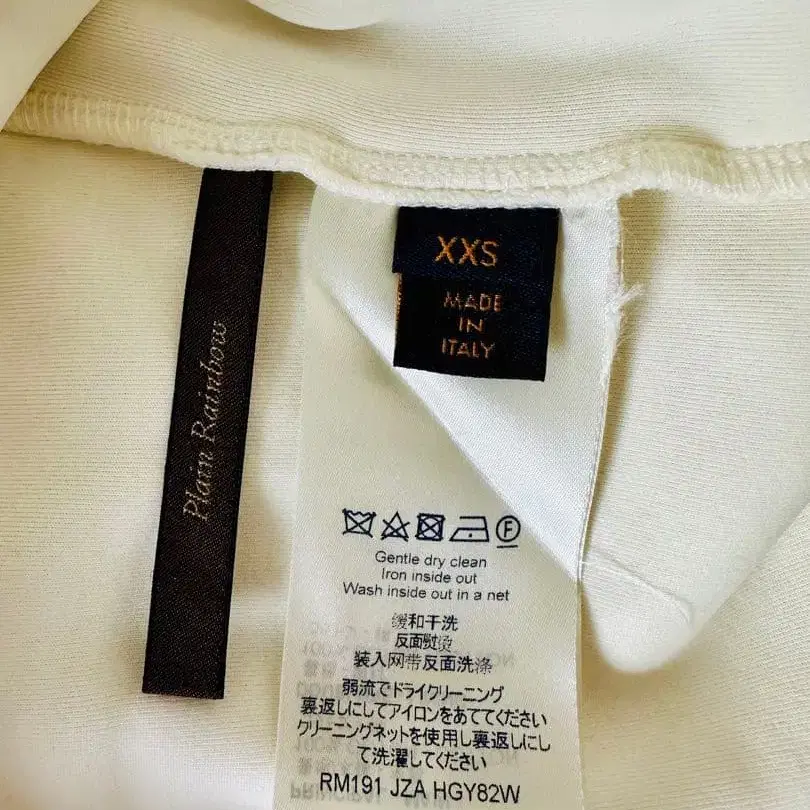 Plain Rainbow
XXS
MADE
IN
ITALY
Gentle dry clean
Iron inside out
Wash inside out in a net
缓和干洗
反面熨烫
装入网带反面洗涤
弱流でドライクリーニング
裏返しにしてアイロンをあててください
クリーニングネットを使用し裏返しにし
て洗濯してください
RM191 JZA HGY82W